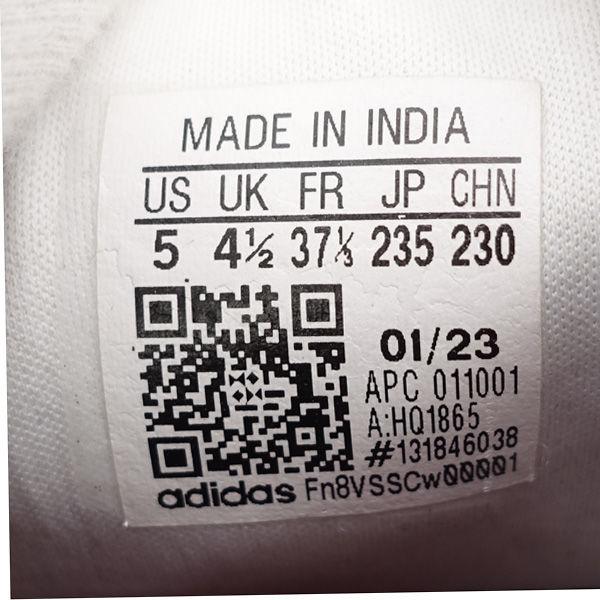 MADE IN INDIA
US UK FR JP CHN
5 4½ 37⅓ 235 230
01/23
APC 011001
A:HQ1865
#131846038
adidas Fn8VSSCw00001